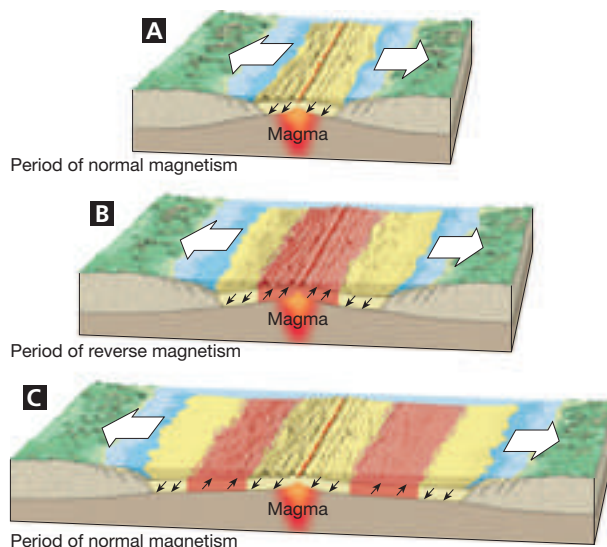 A
Magma
Period of normal magnetism
B
Magma
Period of reverse magnetism
C
Magma
Period of normal magnetism